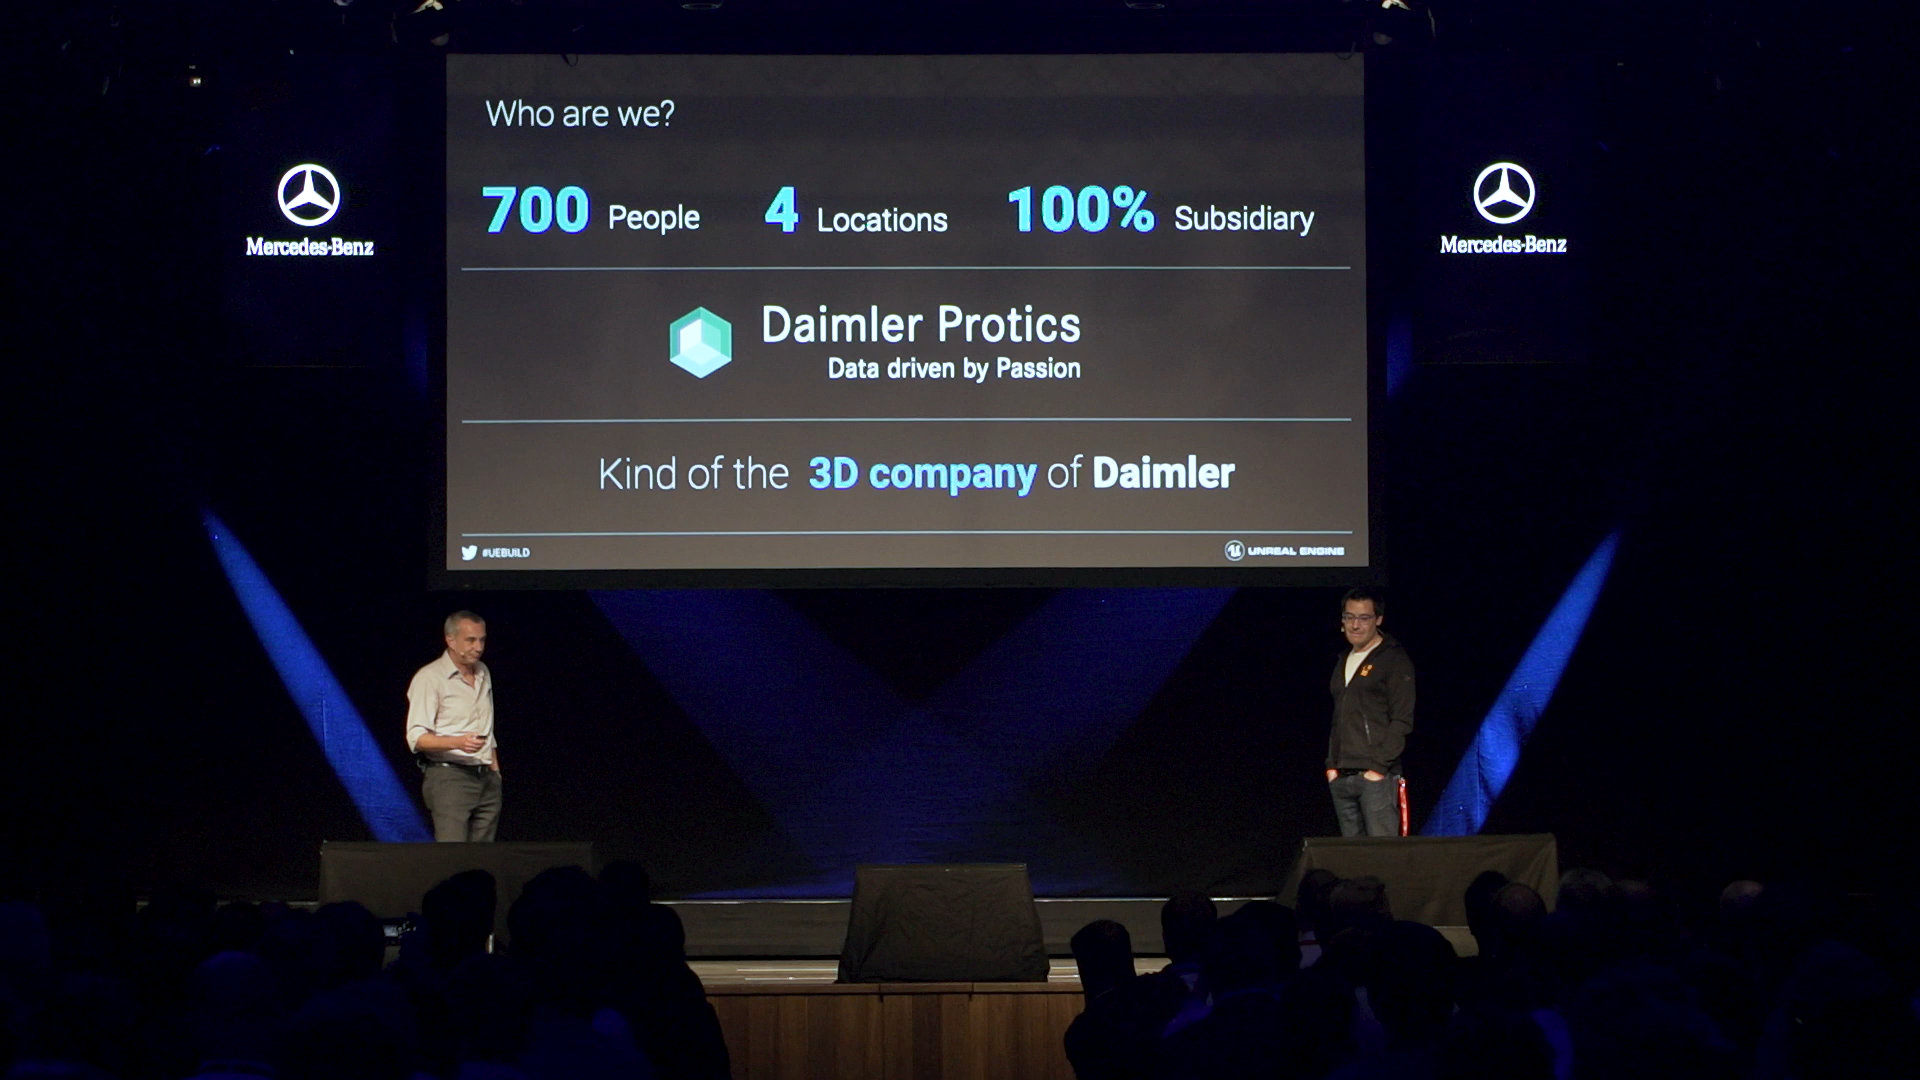 Who are we?
700 People 4 Locations 100% Subsidiary
Mercedes-Benz
Mercedes-Benz
Daimler Protics
Data driven by Passion
Kind of the 3D company of Daimler
#UEBUILD
UNREAL ENGINE